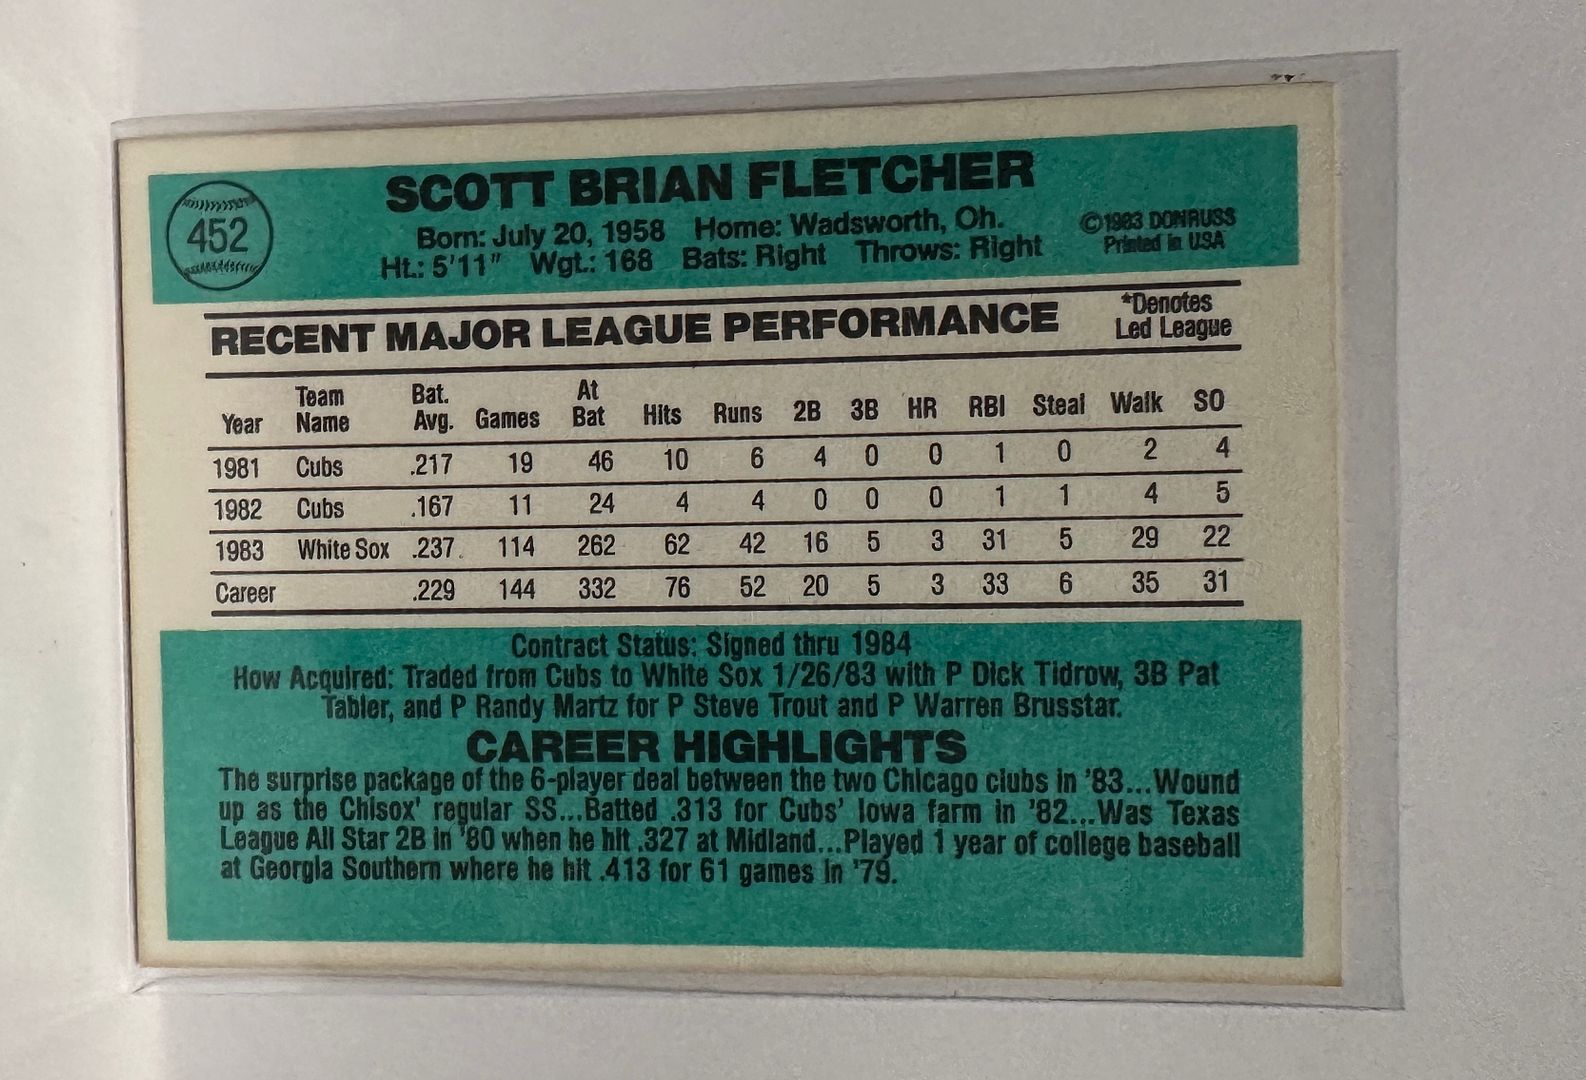 452
SCOTT BRIAN FLETCHER
Born: July 20, 1958 Home: Wadsworth, Oh.
Ht.: 5'11" Wgt.: 168 Bats: Right Throws: Right
©1983 DONRUSS
Printed in USA
RECENT MAJOR LEAGUE PERFORMANCE
*Denotes
Led League
Year Team Name Bat. Avg. Games At Bat Hits Runs 2B 3B HR RBI Steal Walk SO
1981 Cubs .217 19 46 10 6 4 0 0 1 0 2 4
1982 Cubs .167 11 24 4 4 0 0 0 1 1 4 5
1983 White Sox .237 114 262 62 42 16 5 3 31 5 29 22
Career .229 144 332 76 52 20 5 3 33 6 35 31
Contract Status: Signed thru 1984
How Acquired: Traded from Cubs to White Sox 1/26/83 with P Dick Tidrow, 3B Pat
Tabler, and P Randy Martz for P Steve Trout and P Warren Brusstar.
CAREER HIGHLIGHTS
The surprise package of the 6-player deal between the two Chicago clubs in '83...Wound
up as the Chisox' regular SS...Batted .313 for Cubs' Iowa farm in '82...Was Texas
League All Star 2B in '80 when he hit .327 at Midland...Played 1 year of college baseball
at Georgia Southern where he hit .413 for 61 games in '79.